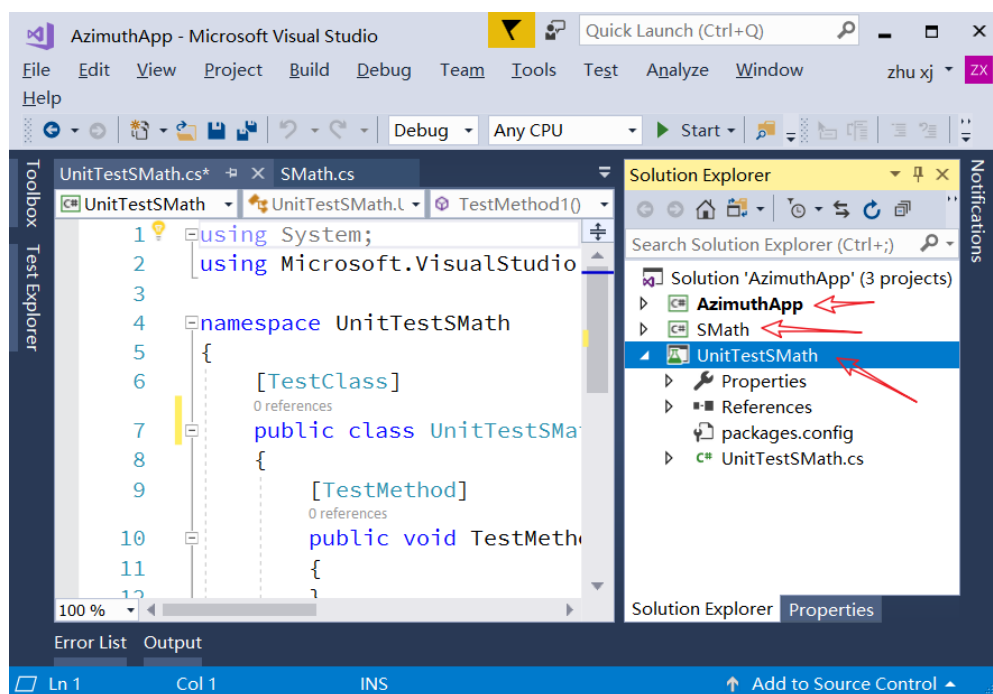 AzimuthApp - Microsoft Visual Studio
Quick Launch (Ctrl+Q)
File Edit View Project Build Debug Team Tools Test Analyze Window zhu xj ZX
Help
Debug Any CPU Start
Toolbox
Test Explorer
UnitTestSMath.cs* SMath.cs
C# UnitTestSMath UnitTestSMath.U TestMethod1()
1 using System;
2 using Microsoft.VisualStudio
3
4 namespace UnitTestSMath
5 {
6 [TestClass]
0 references
7 public class UnitTestSMa
8 {
9 [TestMethod]
0 references
10 public void TestMeth
11 {
12 }
100 %
Solution Explorer
Search Solution Explorer (Ctrl+;)
Solution 'AzimuthApp' (3 projects)
C# AzimuthApp
C# SMath
UnitTestSMath
Properties
References
packages.config
C# UnitTestSMath.cs
Solution Explorer Properties
Notifications
Error List Output
Ln 1 Col 1 INS Add to Source Control